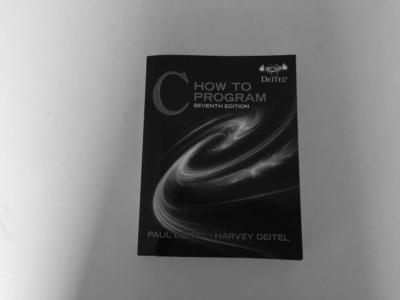 DEITEL
C HOW TO
PROGRAM
SEVENTH EDITION
PAUL DEITEL • HARVEY DEITEL